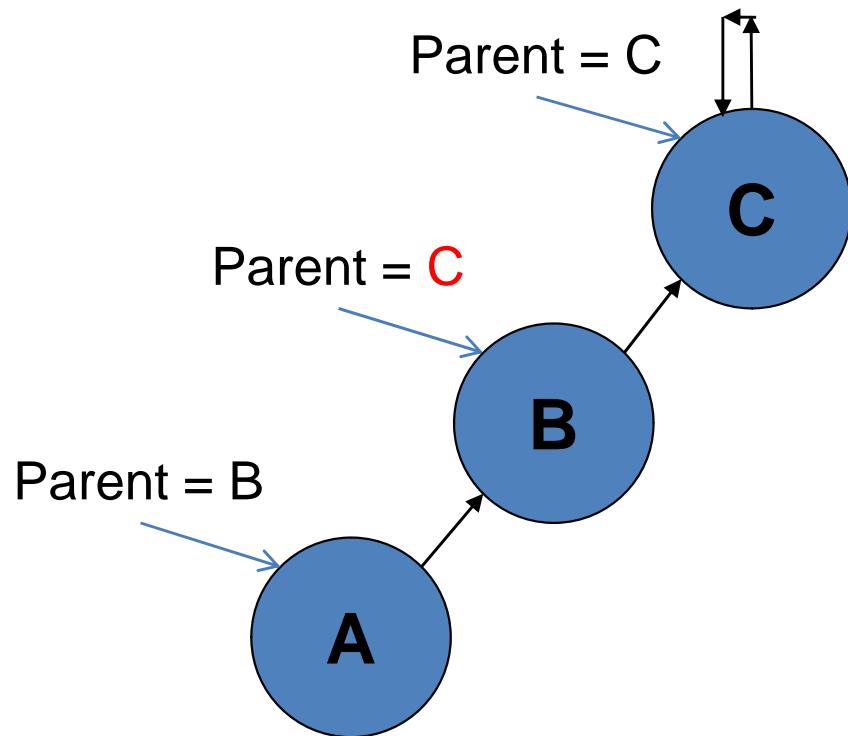 Parent = C
C
Parent = C
B
Parent = B
A